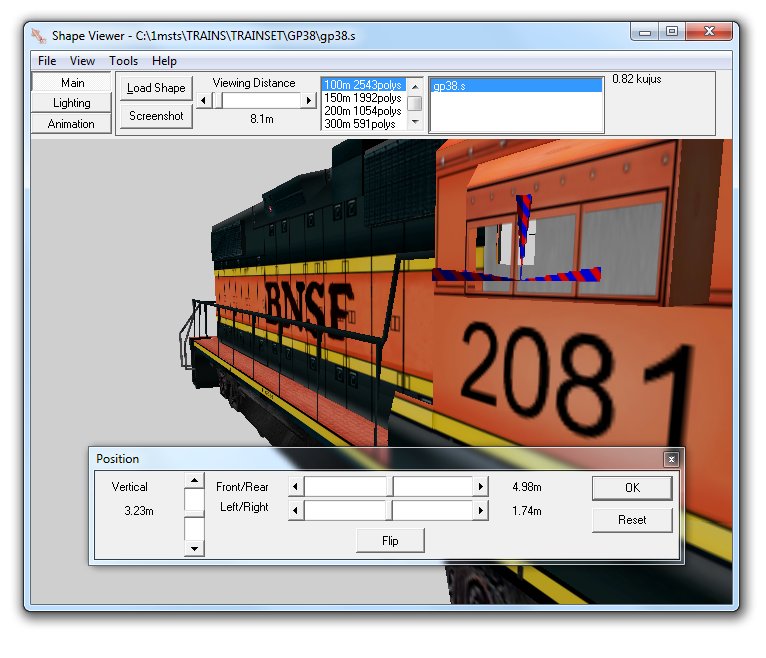 Shape Viewer - C:\1msts\TRAINS\TRAINSET\GP38\gp38.s
File View Tools Help
Main
Lighting
Animation
Load Shape
Screenshot
Viewing Distance
8.1m
100m 2543polys
150m 1992polys
200m 1054polys
300m 591polys
gp38.s
0.82 kujus
BNSF
2081
Position
Vertical
3.23m
Front/Rear
4.98m
Left/Right
1.74m
Flip
OK
Reset